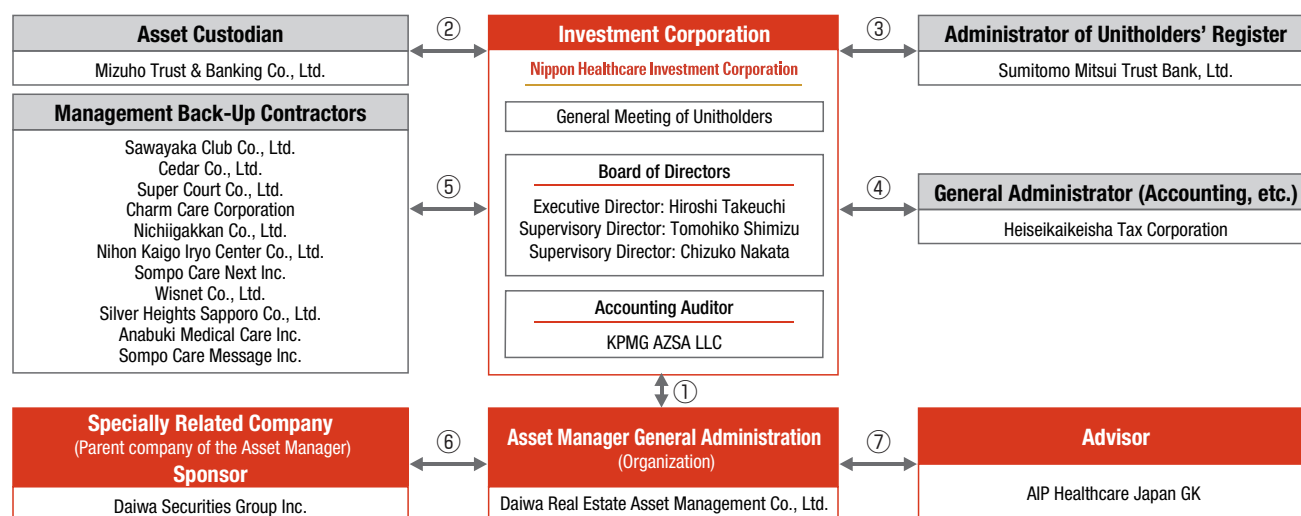 Asset Custodian
Mizuho Trust & Banking Co., Ltd.
②
Investment Corporation
Nippon Healthcare Investment Corporation
General Meeting of Unitholders
Board of Directors
Executive Director: Hiroshi Takeuchi
Supervisory Director: Tomohiko Shimizu
Supervisory Director: Chizuko Nakata
Accounting Auditor
KPMG AZSA LLC
③
Administrator of Unitholders’ Register
Sumitomo Mitsui Trust Bank, Ltd.
Management Back-Up Contractors
Sawayaka Club Co., Ltd.
Cedar Co., Ltd.
Super Court Co., Ltd.
Charm Care Corporation
Nichiigakkan Co., Ltd.
Nihon Kaigo Iryo Center Co., Ltd.
Sompo Care Next Inc.
Wisnet Co., Ltd.
Silver Heights Sapporo Co., Ltd.
Anabuki Medical Care Inc.
Sompo Care Message Inc.
⑤
④
General Administrator (Accounting, etc.)
Heiseikaikeisha Tax Corporation
①
Specially Related Company
(Parent company of the Asset Manager)
Sponsor
Daiwa Securities Group Inc.
⑥
Asset Manager General Administration
(Organization)
Daiwa Real Estate Asset Management Co., Ltd.
⑦
Advisor
AIP Healthcare Japan GK